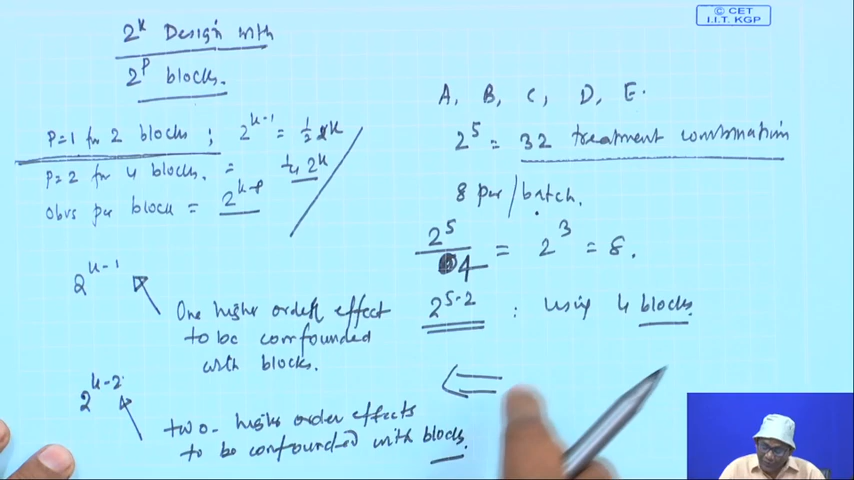 © CET
I.I.T. KGP
2^k Design with
2^p blocks.
P=1 for 2 blocks ; 2^{k-1} = 1/2 2^k
P=2 for 4 blocks. = 1/4 2^k
Obvs per block = 2^{k-p}
2^{k-1}
One higher order effect
to be confounded
with blocks.
2^{k-2}
two-higher order effects
to be confounded with blocks.
A, B, C, D, E.
2^5 = 32 treatment combination
8 per/batch.
2^5/4 = 2^3 = 8.
2^{5-2} : using 4 blocks